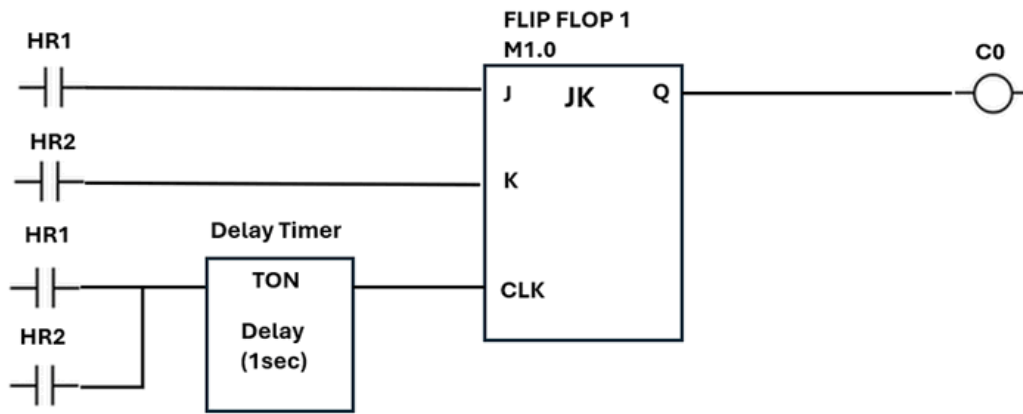 FLIP FLOP 1
M1.0
HR1
C0
J
JK
Q
HR2
K
HR1
Delay Timer
TON
CLK
HR2
Delay
(1sec)